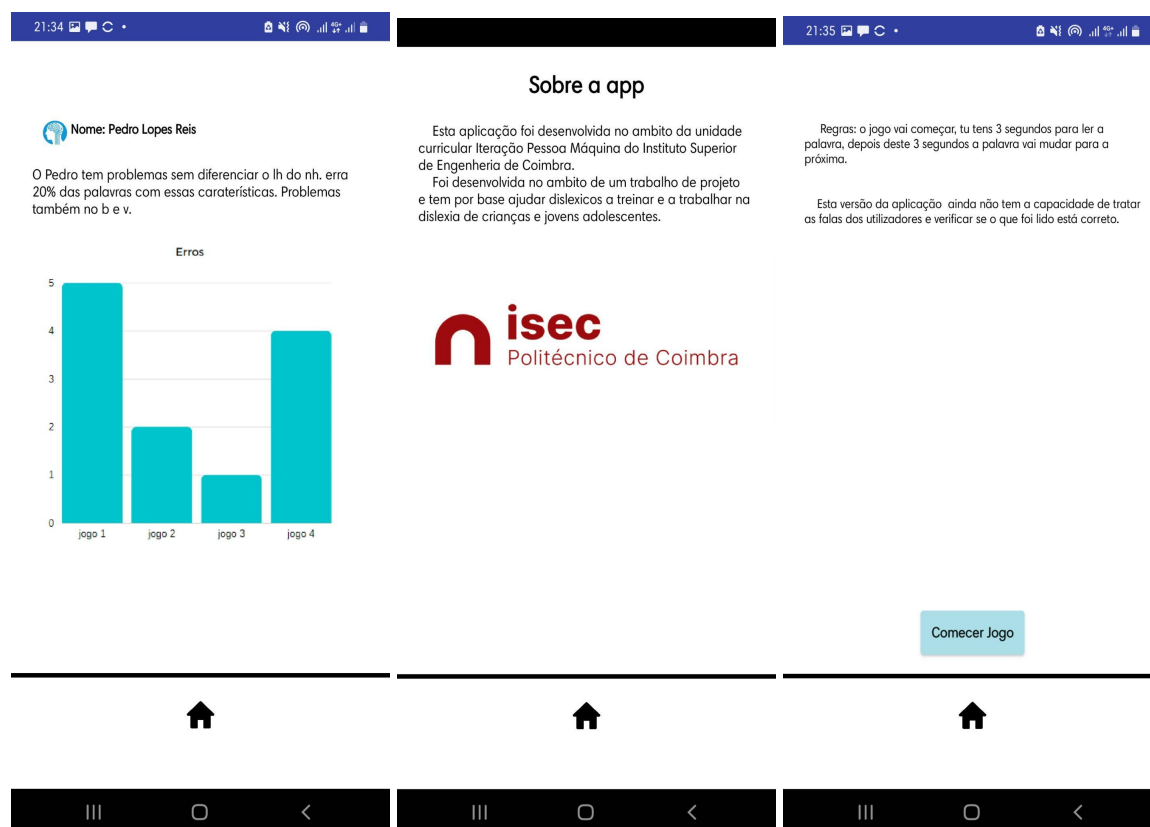 21:34
4G+
Nome: Pedro Lopes Reis
O Pedro tem problemas sem diferenciar o lh do nh. erra
20% das palavras com essas caraterísticas. Problemas
também no b e v.
Erros
5
4
3
2
1
0
jogo 1 jogo 2 jogo 3 jogo 4
Sobre a app
Esta aplicação foi desenvolvida no ambito da unidade
curricular Iteração Pessoa Máquina do Instituto Superior
de Engenheria de Coimbra.
Foi desenvolvida no ambito de um trabalho de projeto
e tem por base ajudar dislexicos a treinar e a trabalhar na
dislexia de crianças e jovens adolescentes.
isec
Politécnico de Coimbra
21:35
4G+
Regras: o jogo vai começar, tu tens 3 segundos para ler a
palavra, depois deste 3 segundos a palavra vai mudar para a
próxima.
Esta versão da aplicação ainda não tem a capacidade de tratar
as falas dos utilizadores e verificar se o que foi lido está correto.
Comecer Jogo